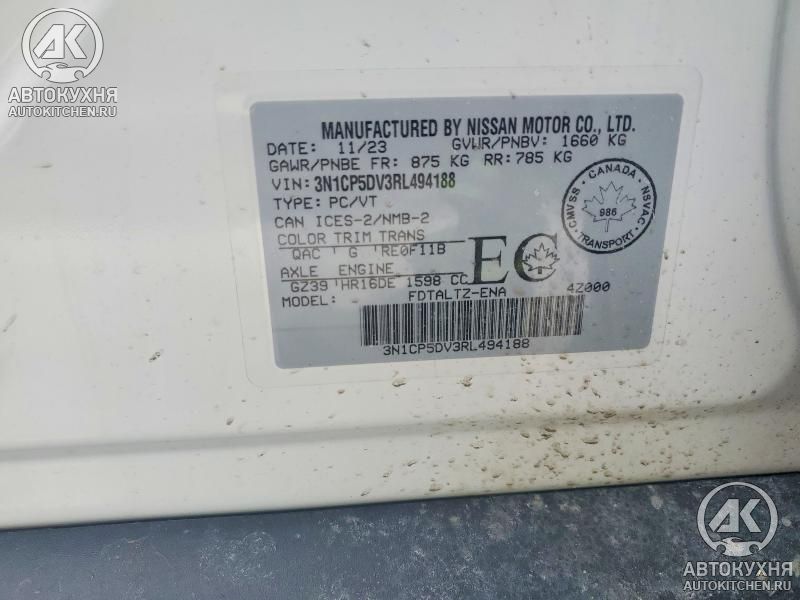 AK
АВТОКУХНЯ
AUTOKITCHEN.RU
MANUFACTURED BY NISSAN MOTOR CO., LTD.
DATE: 11/23 GVWR/PNBV: 1660 KG
GAWR/PNBE FR: 875 KG RR: 785 KG
VIN: 3N1CP5DV3RL494188
TYPE: PC/VT
CAN ICES-2/NMB-2
COLOR TRIM TRANS
QAC G RE0F11B
AXLE ENGINE
GZ39 HR16DE 1598 CC
EC
MODEL: FDTALTZ-ENA 4Z000
3N1CP5DV3RL494188
CMVSS - CANADA - NSVAC
986
TRANSPORT
AK
АВТОКУХНЯ
AUTOKITCHEN.RU